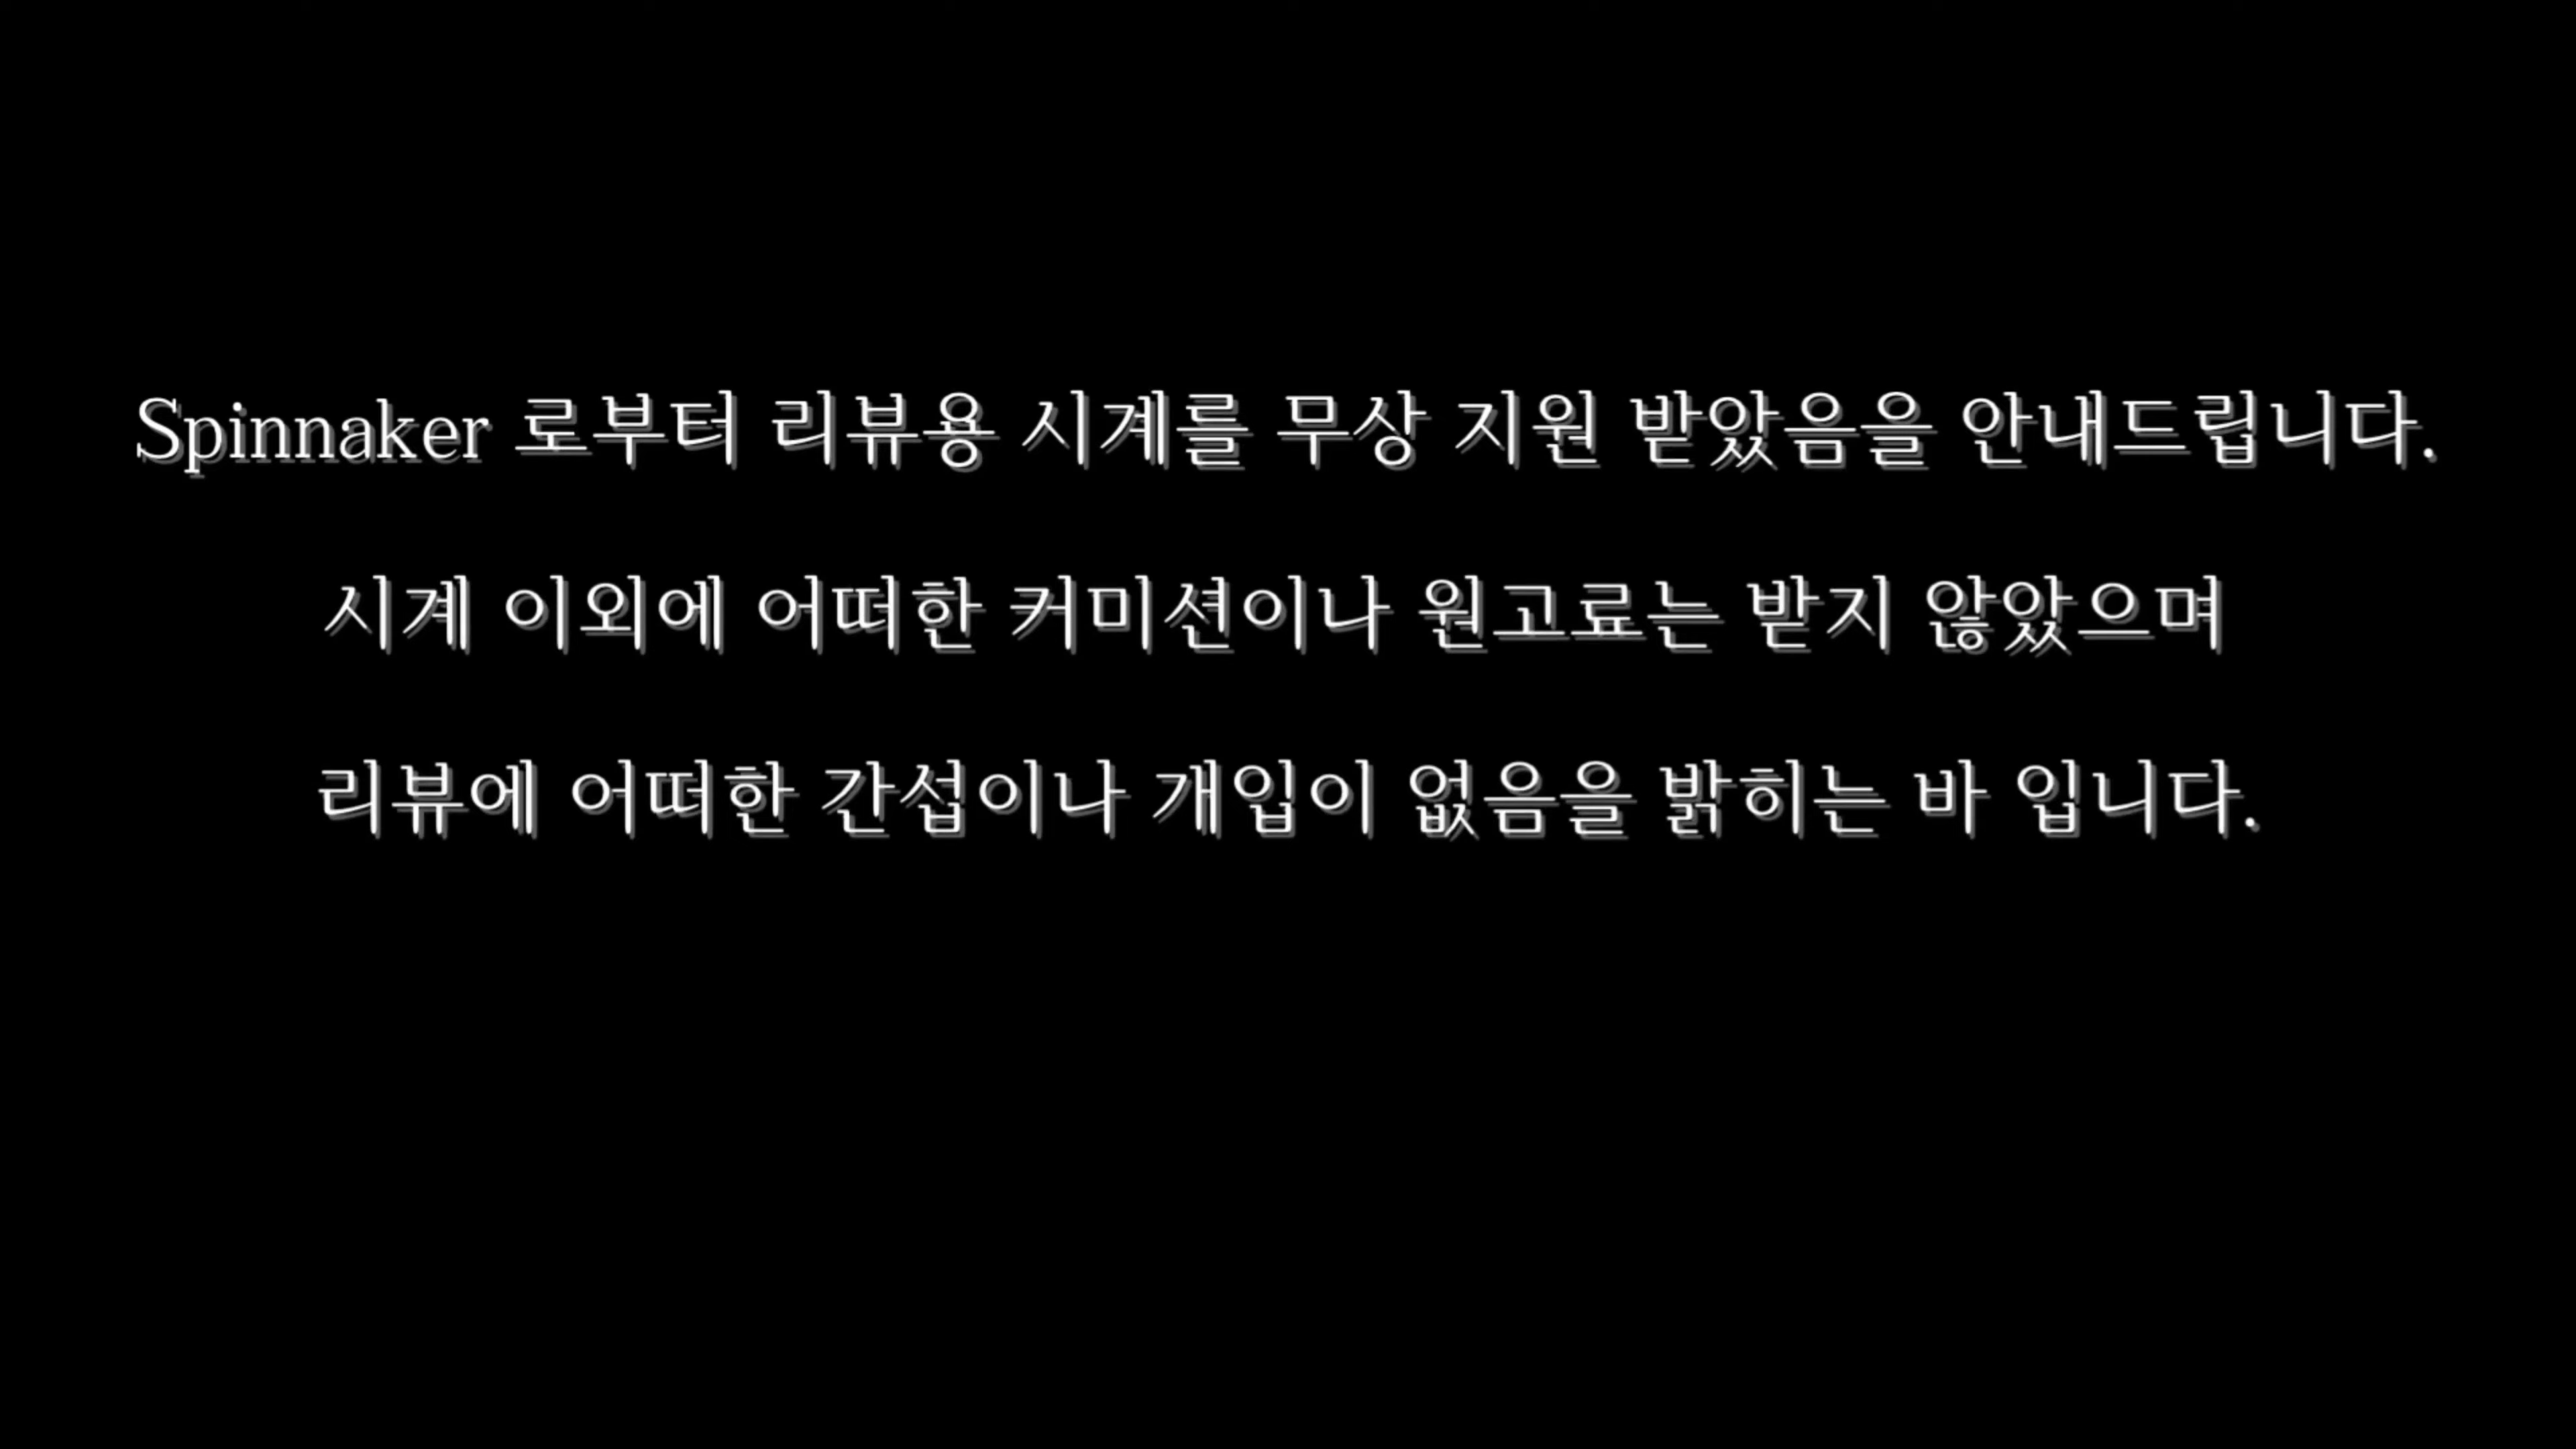 Spinnaker 로부터 리뷰용 시계를 무상 지원 받았음을 안내드립니다.
시계 이외에 어떠한 커미션이나 원고료는 받지 않았으며
리뷰에 어떠한 간섭이나 개입이 없음을 밝히는 바 입니다.